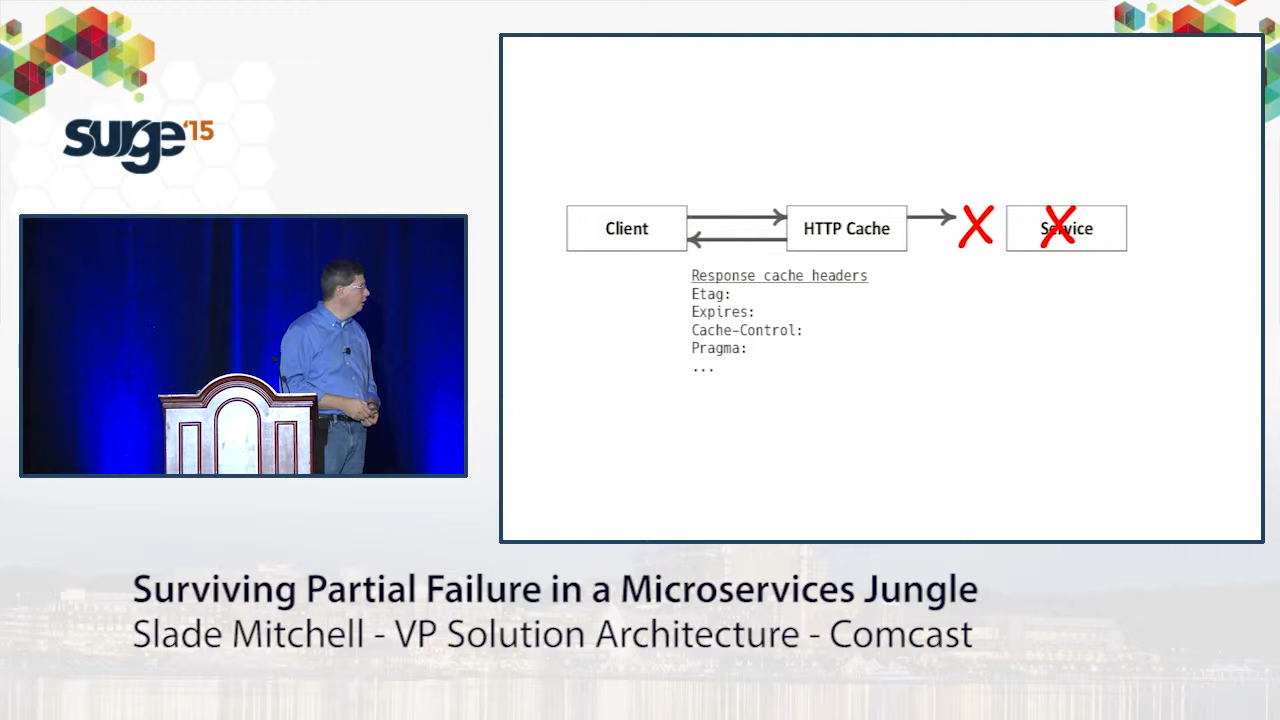 surge '15
Client
HTTP Cache
Service
Response cache headers
Etag:
Expires:
Cache-Control:
Pragma:
...
Surviving Partial Failure in a Microservices Jungle
Slade Mitchell - VP Solution Architecture - Comcast